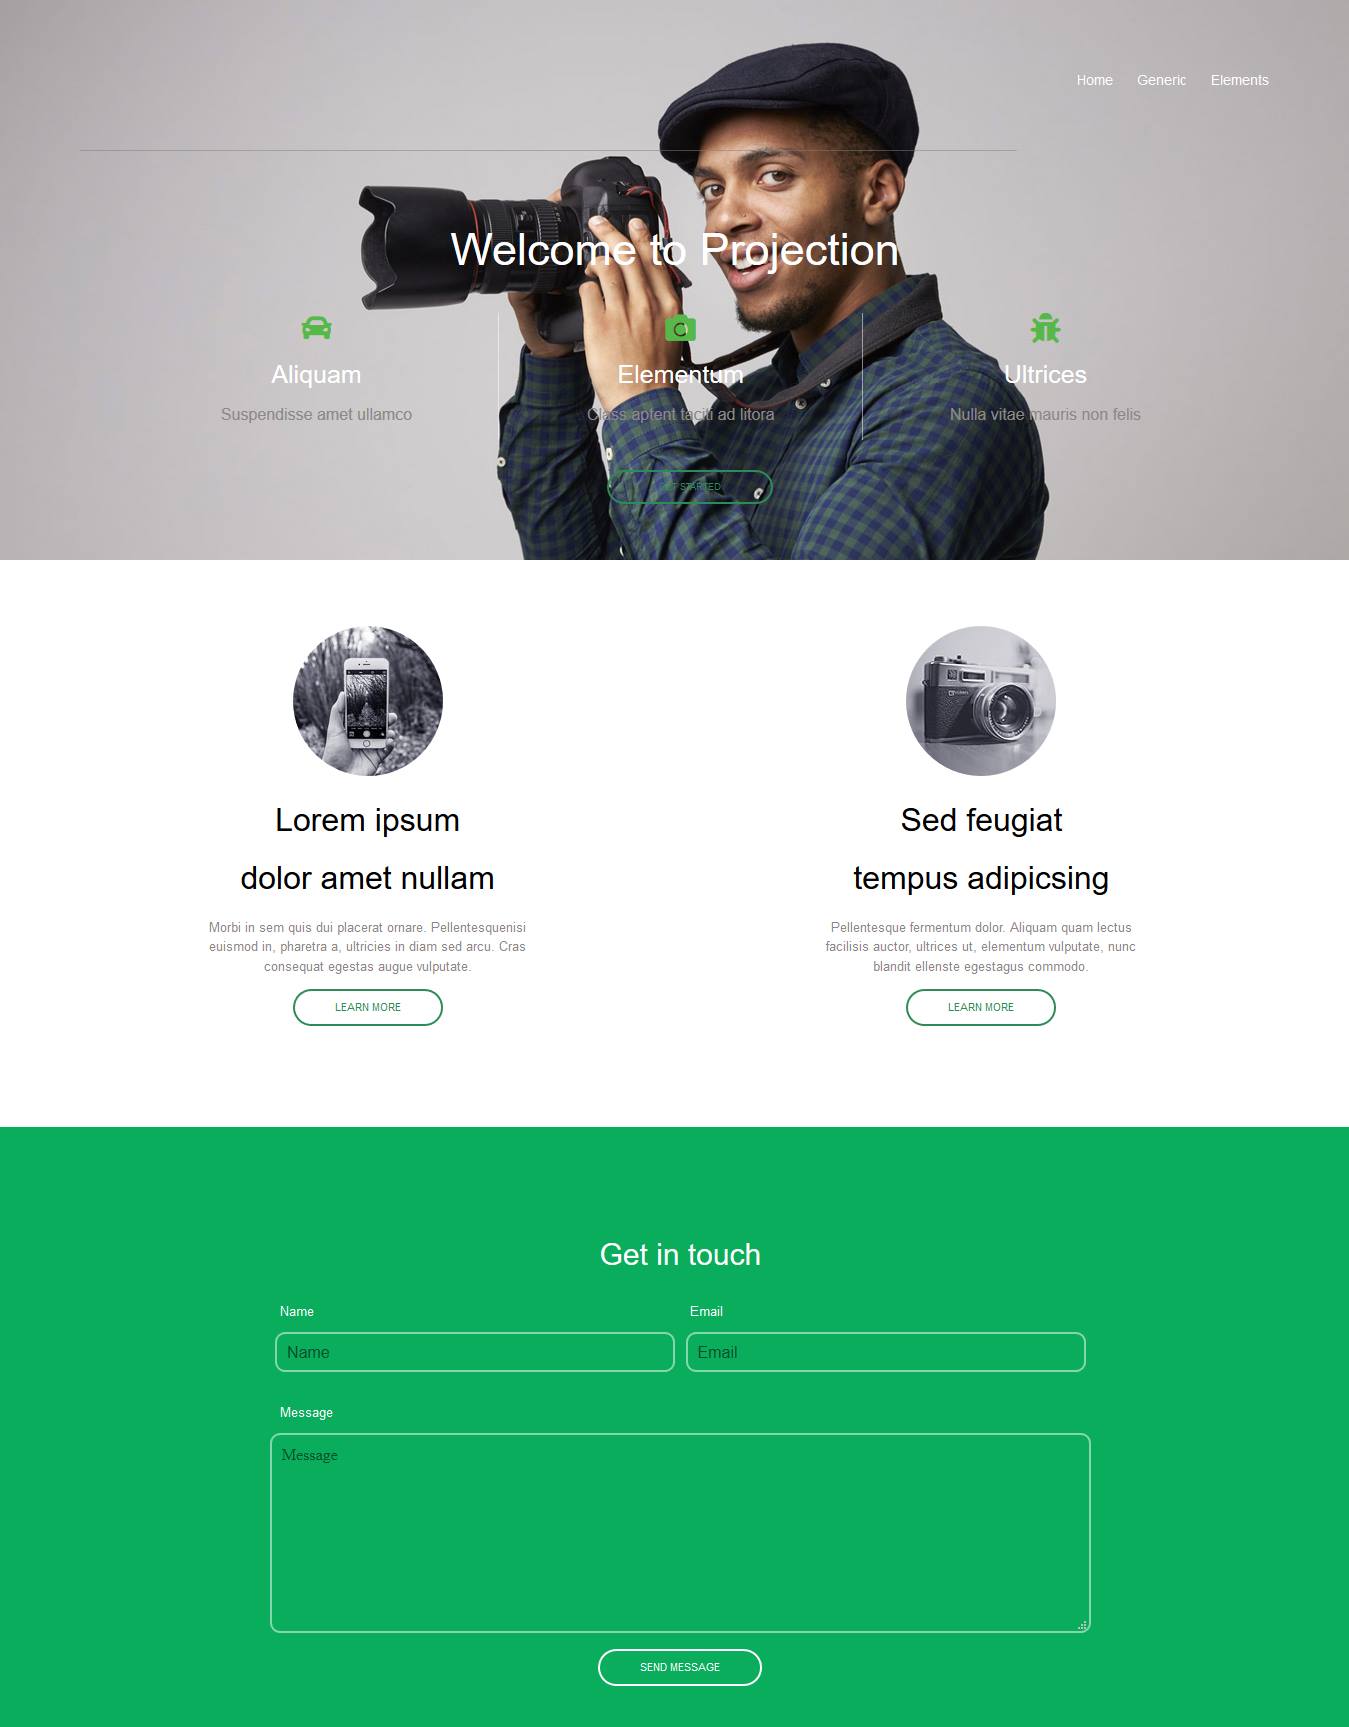 Home Generic Elements
Welcome to Projection
Aliquam
Suspendisse amet ullamco
Elementum
Class aptent taciti ad litora
Ultrices
Nulla vitae mauris non felis
GET STARTED
Lorem ipsum
dolor amet nullam
Morbi in sem quis dui placerat ornare. Pellentesquenisi
euismod in, pharetra a, ultricies in diam sed arcu. Cras
consequat egestas augue vulputate.
LEARN MORE
Sed feugiat
tempus adipicsing
Pellentesque fermentum dolor. Aliquam quam lectus
facilisis auctor, ultrices ut, elementum vulputate, nunc
blandit ellenste egestagus commodo.
LEARN MORE
Get in touch
Name
Name
Email
Email
Message
Message
SEND MESSAGE